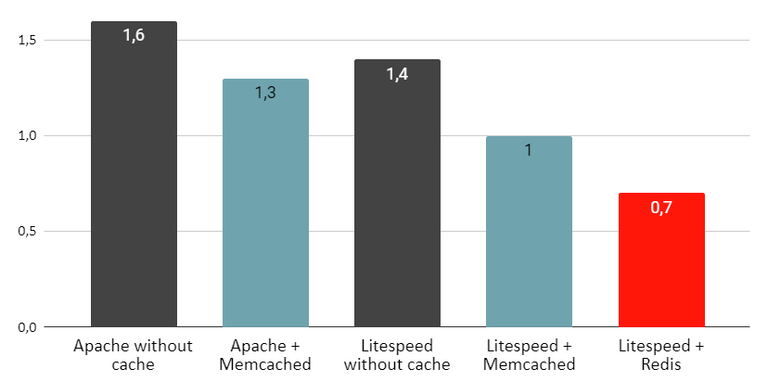 1,5
1,0
0,5
0,0
1,6
1,3
1,4
1
0,7
Apache without
cache
Apache +
Memcached
Litespeed
without cache
Litespeed +
Memcached
Litespeed +
Redis